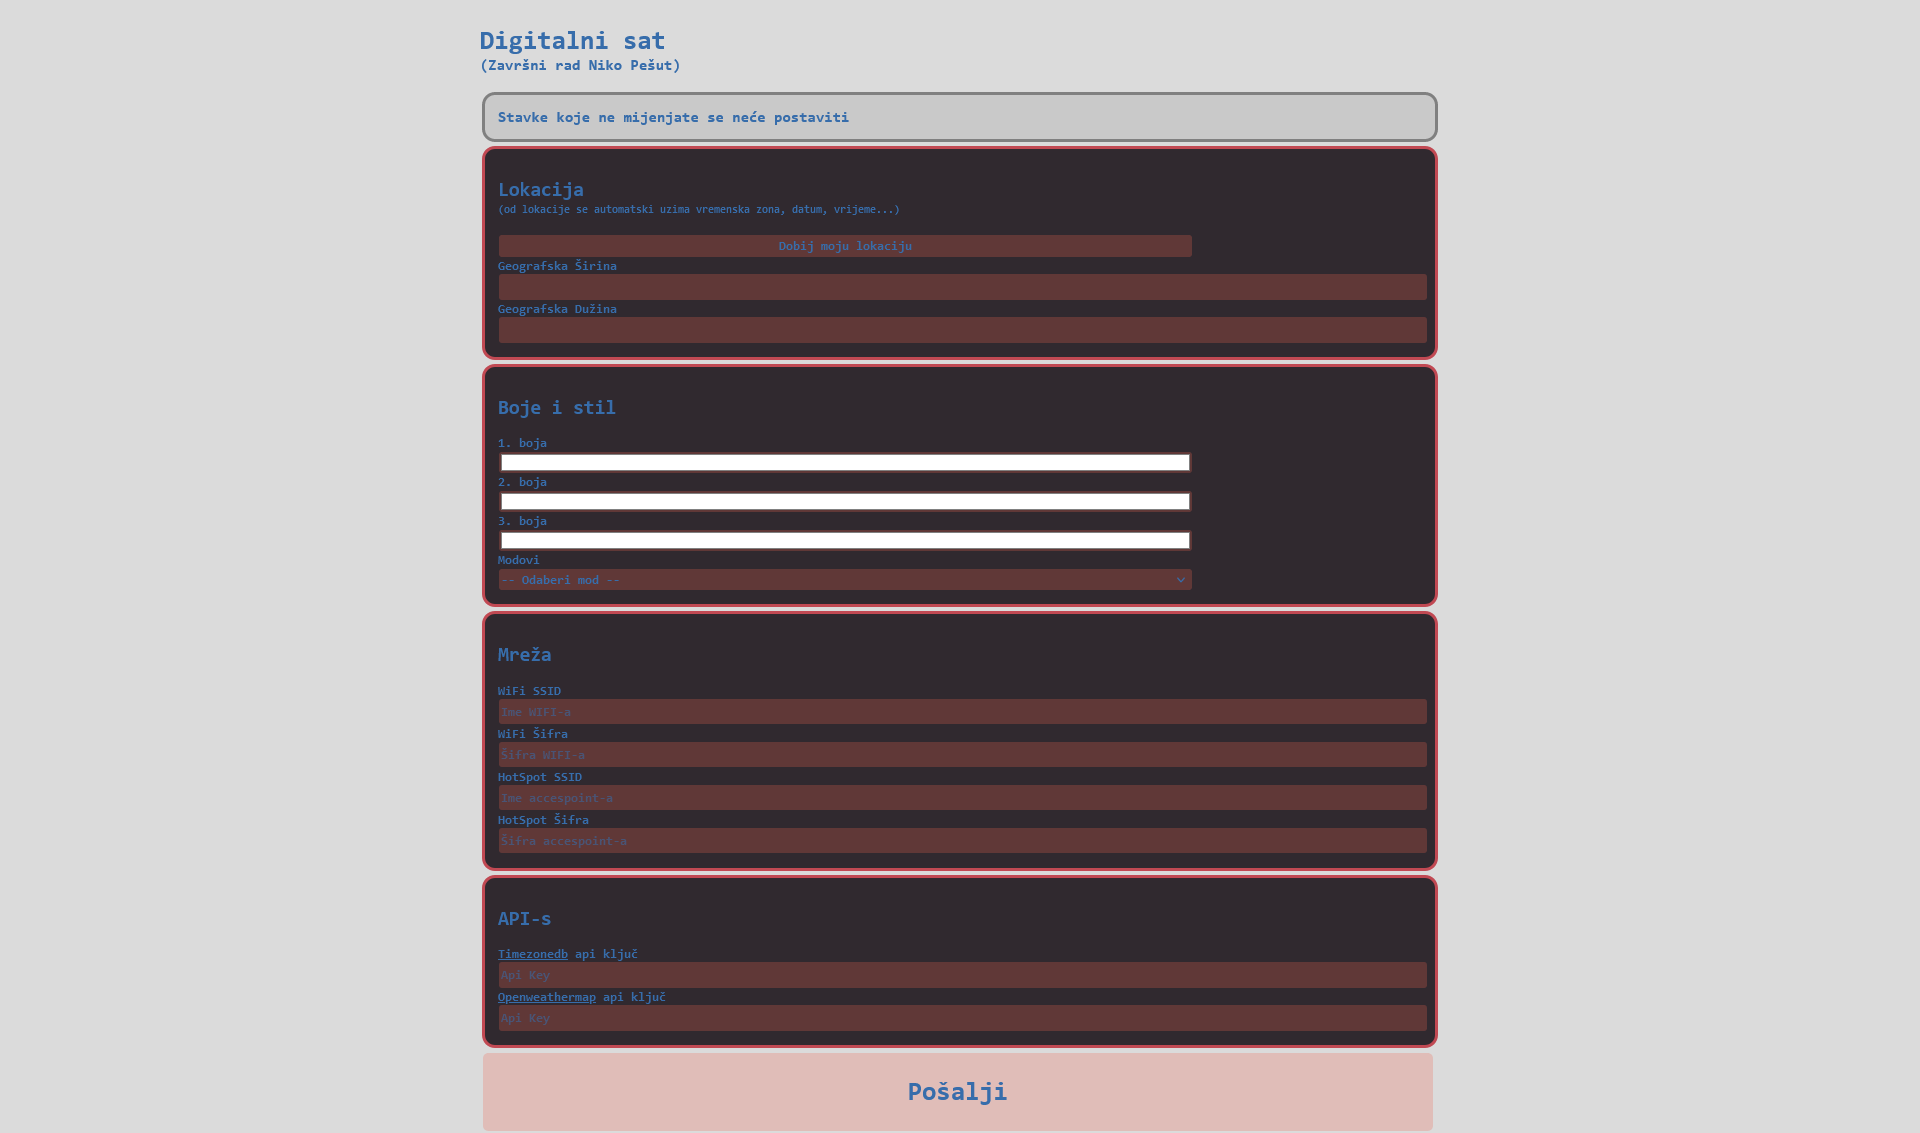 Digitalni sat
(Završni rad Niko Pešut)
Stavke koje ne mijenjate se neće postaviti
Lokacija
(od lokacije se automatski uzima vremenska zona, datum, vrijeme...)
Dobij moju lokaciju
Geografska Širina
Geografska Dužina
Boje i stil
1. boja
2. boja
3. boja
Modovi
-- Odaberi mod --
Mreža
WiFi SSID
Ime WIFI-a
WiFi Šifra
Šifra WIFI-a
HotSpot SSID
Ime accespoint-a
HotSpot Šifra
Šifra accespoint-a
API-s
Timezonedb api ključ
Api Key
Openweathermap api ključ
Api Key
Pošalji